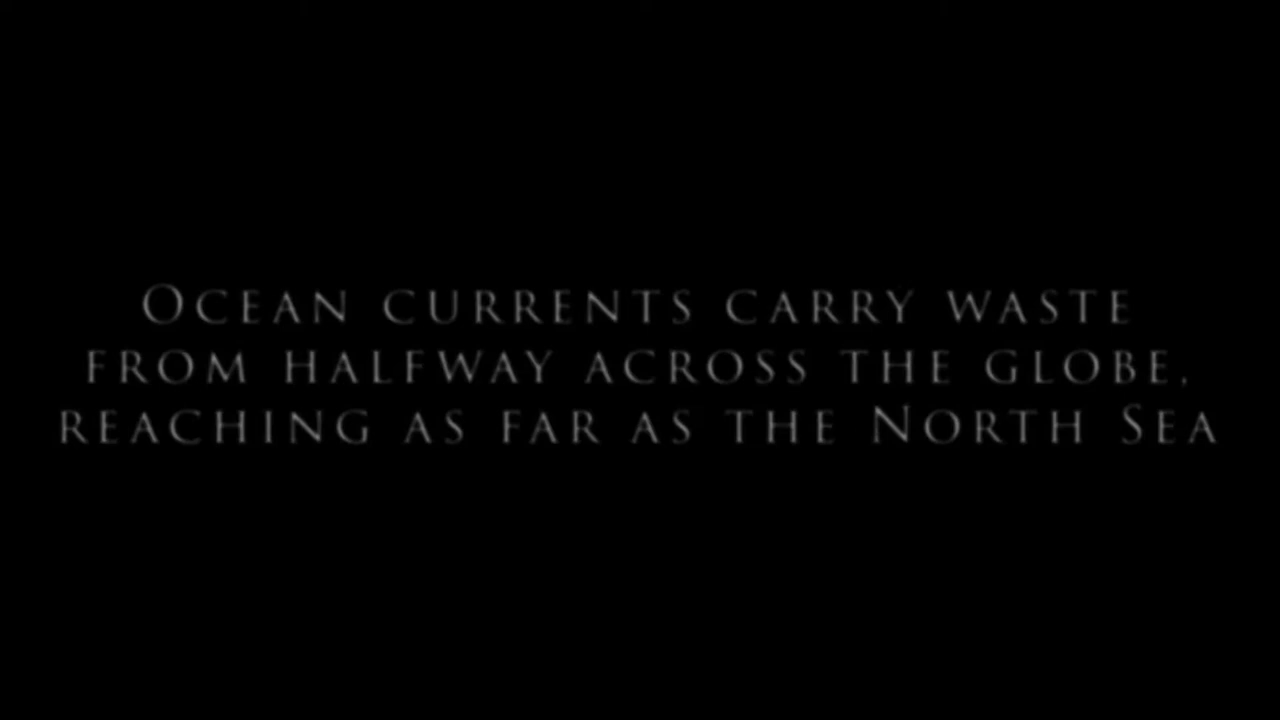 Ocean currents carry waste
from halfway across the globe,
reaching as far as the North Sea